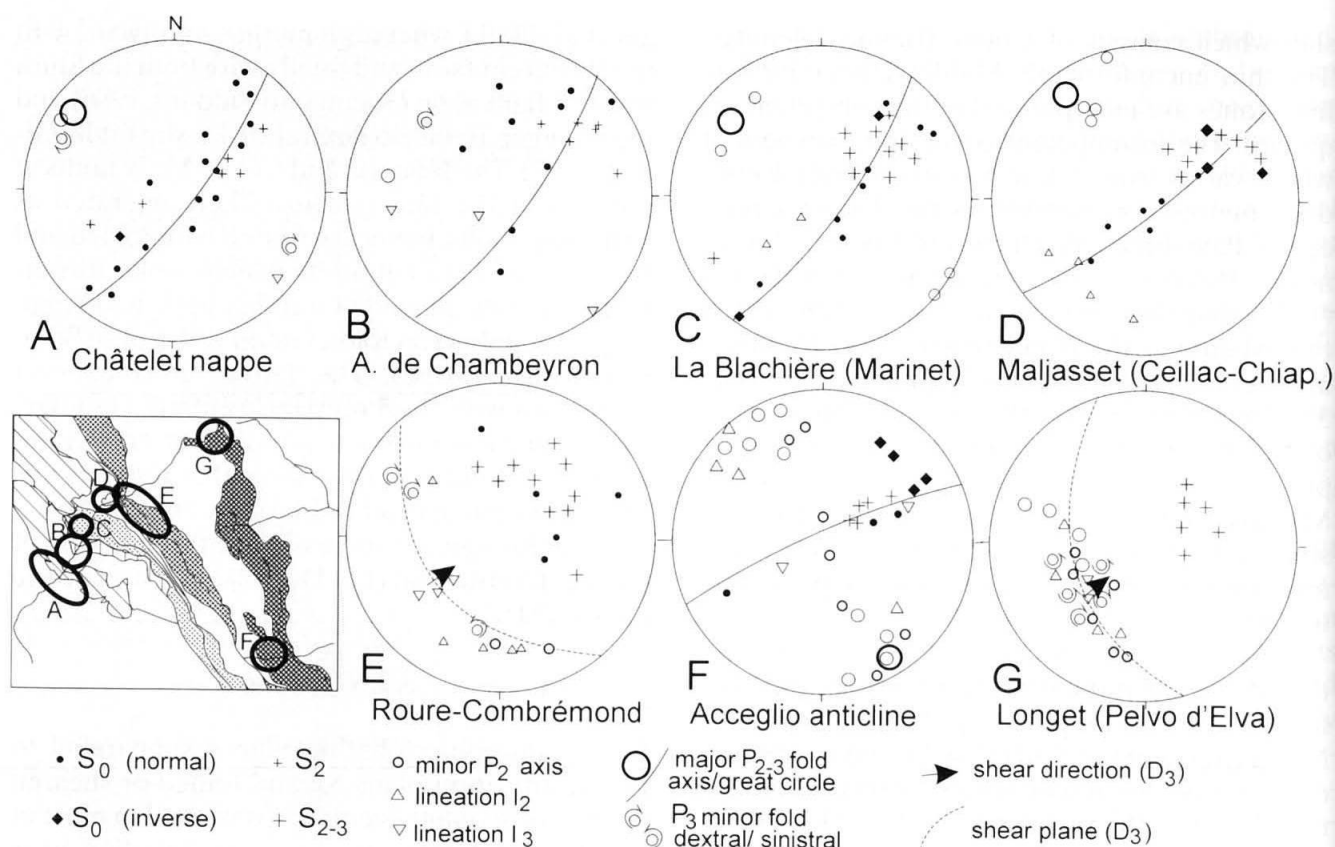 N
A
Châtelet nappe
B
A. de Chambeyron
C
La Blachière (Marinet)
D
Maljasset (Ceillac-Chiap.)
G
D
E
B
C
A
F
E
Roure-Combrémond
F
Acceglio anticline
G
Longet (Pelvo d'Elva)
S0 (normal)
S0 (inverse)
S2
S2-3
minor P2 axis
lineation l2
lineation l3
major P2-3 fold
axis/great circle
P3 minor fold
dextral/ sinistral
shear direction (D3)
shear plane (D3)